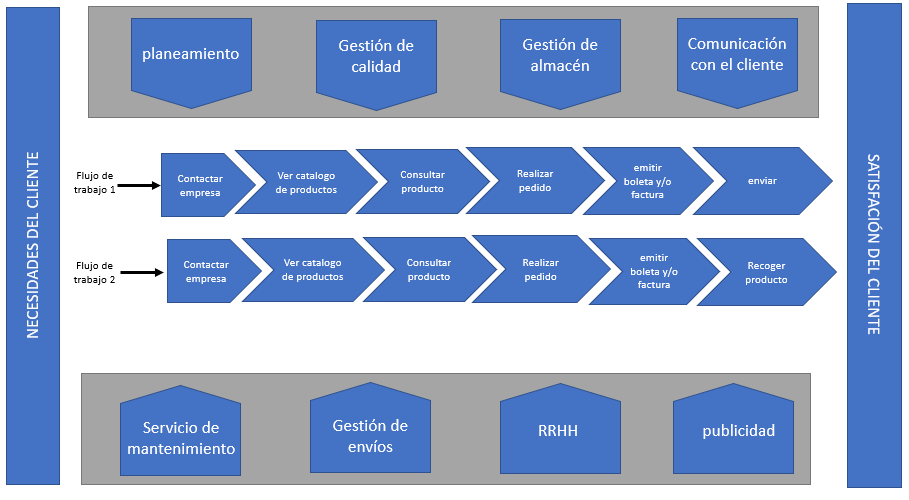 NECESIDADES DEL CLIENTE
planeamiento
Gestión de
calidad
Gestión de
almacén
Comunicación
con el cliente
Flujo de
trabajo 1
Contactar
empresa
Ver catalogo
de productos
Consultar
producto
Realizar
pedido
emitir
boleta y/o
factura
enviar
Flujo de
trabajo 2
Contactar
empresa
Ver catalogo
de productos
Consultar
producto
Realizar
pedido
emitir
boleta y/o
factura
Recoger
producto
Servicio de
mantenimiento
Gestión de
envíos
RRHH
publicidad
SATISFACIÓN DEL CLIENTE